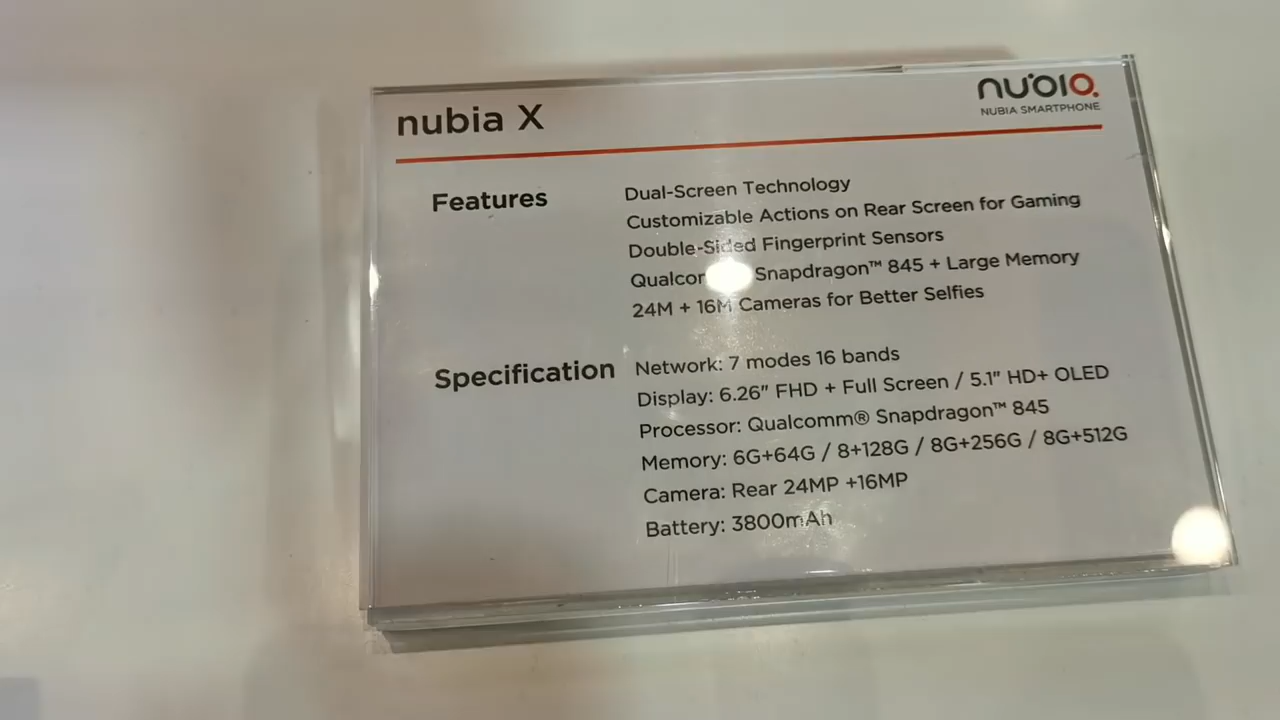 nubia X
nubia
NUBIA SMARTPHONE
Features
Dual-Screen Technology
Customizable Actions on Rear Screen for Gaming
Double-Sided Fingerprint Sensors
Qualcom Snapdragon™ 845 + Large Memory
24M + 16M Cameras for Better Selfies
Specification
Network: 7 modes 16 bands
Display: 6.26" FHD + Full Screen / 5.1" HD+ OLED
Processor: Qualcomm® Snapdragon™ 845
Memory: 6G+64G / 8+128G / 8G+256G / 8G+512G
Camera: Rear 24MP +16MP
Battery: 3800mAh